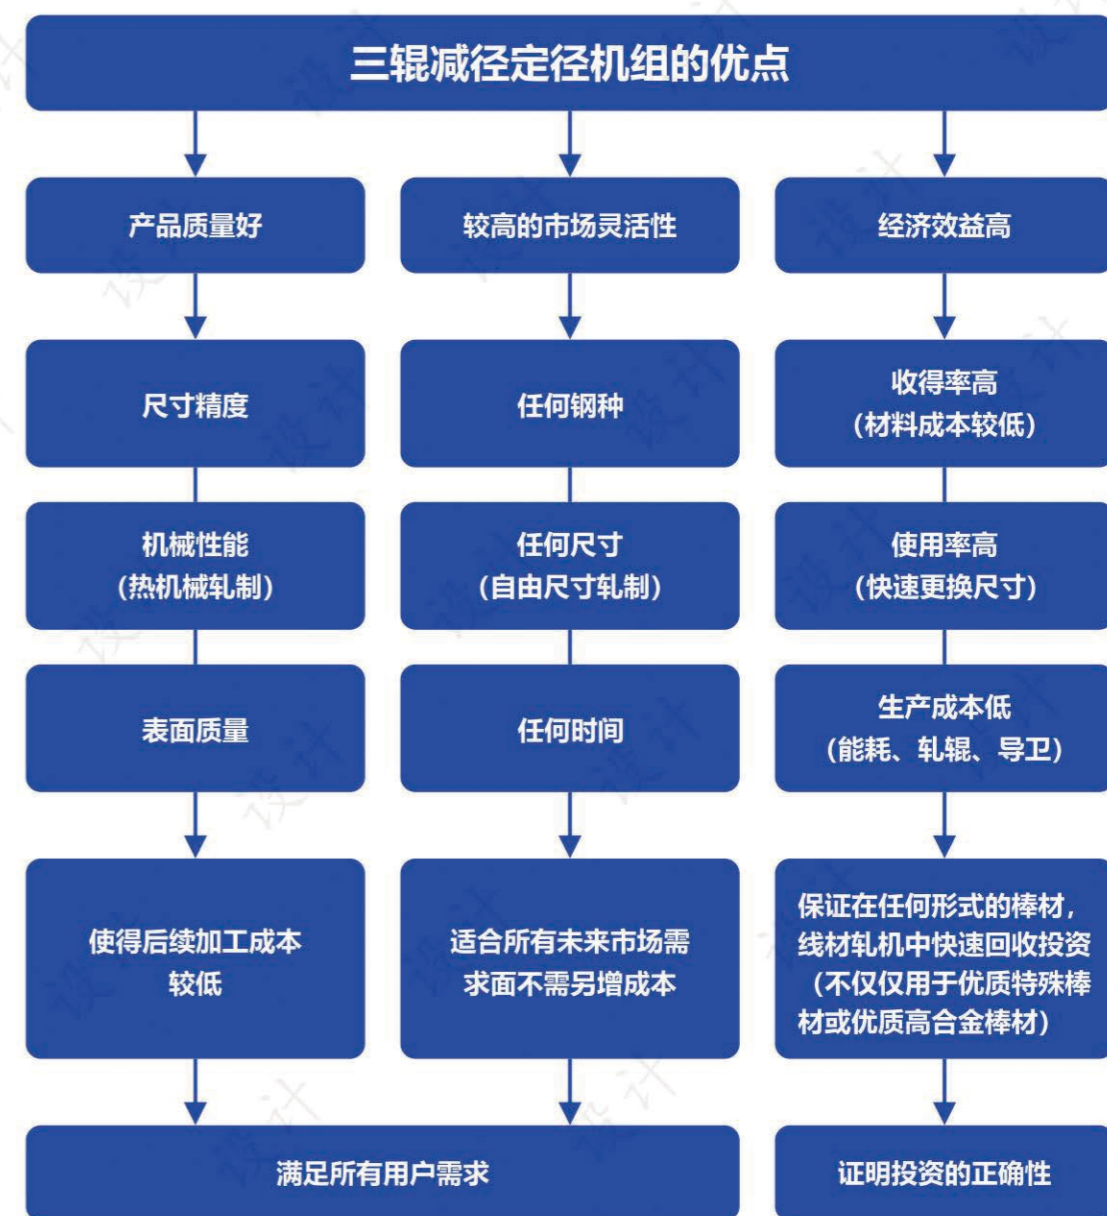 三辊减径定径机组的优点
产品质量好
较高的市场灵活性
经济效益高
尺寸精度
任何钢种
收得率高
（材料成本较低）
机械性能
（热机械轧制）
任何尺寸
（自由尺寸轧制）
使用率高
（快速更换尺寸）
表面质量
任何时间
生产成本低
（能耗、轧辊、导卫）
使得后续加工成本
较低
适合所有未来市场需
求面不需另增成本
保证在任何形式的棒材，
线材轧机中快速回收投资
（不仅仅用于优质特殊棒
材或优质高合金棒材）
满足所有用户需求
证明投资的正确性